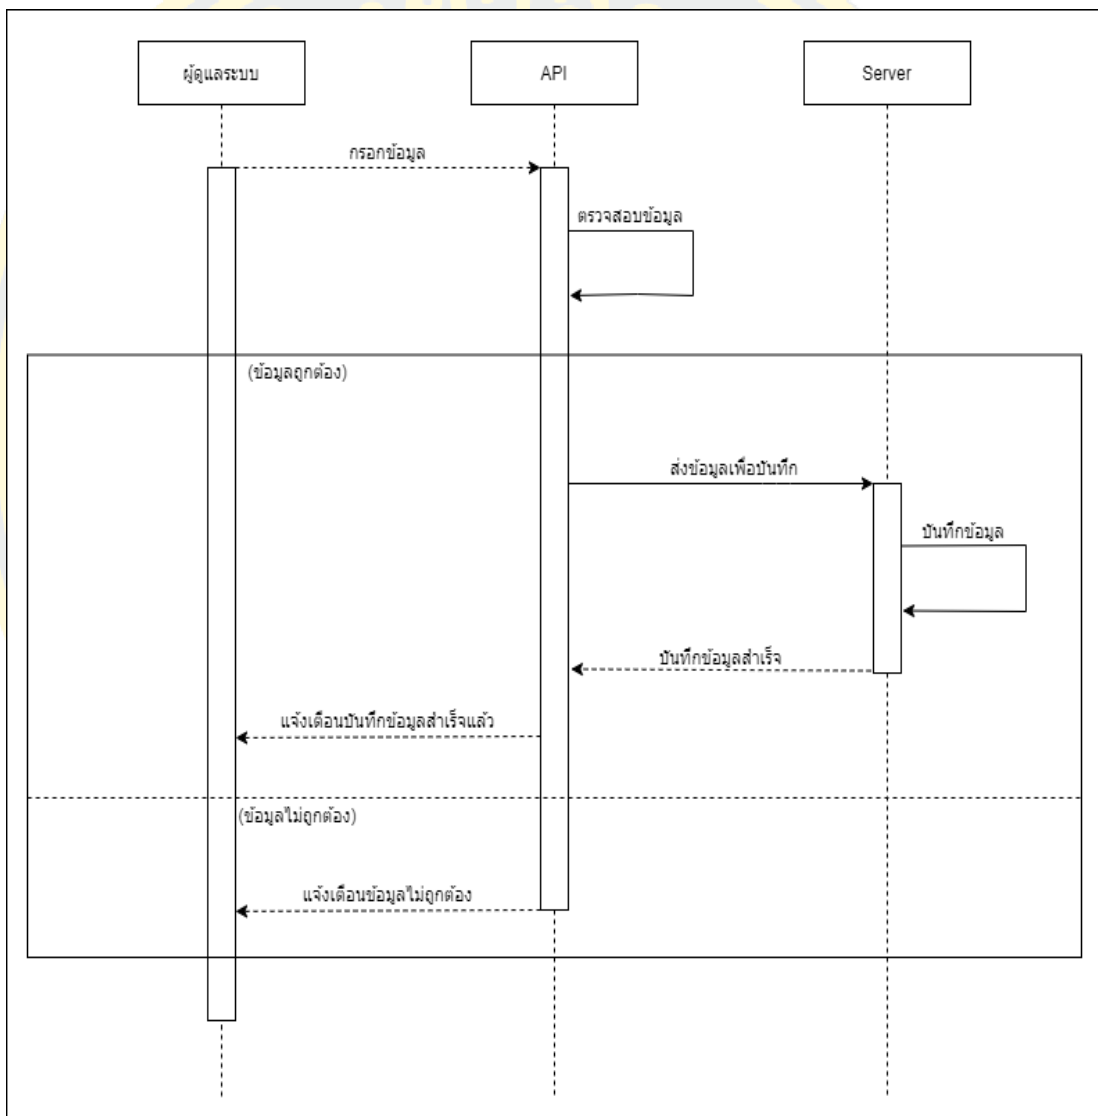 ผู้ดูแลระบบ
API
Server
กรอกข้อมูล
ตรวจสอบข้อมูล
(ข้อมูลถูกต้อง)
ส่งข้อมูลเพื่อบันทึก
บันทึกข้อมูล
บันทึกข้อมูลสำเร็จ
แจ้งเตือนบันทึกข้อมูลสำเร็จแล้ว
(ข้อมูลไม่ถูกต้อง)
แจ้งเตือนข้อมูลไม่ถูกต้อง